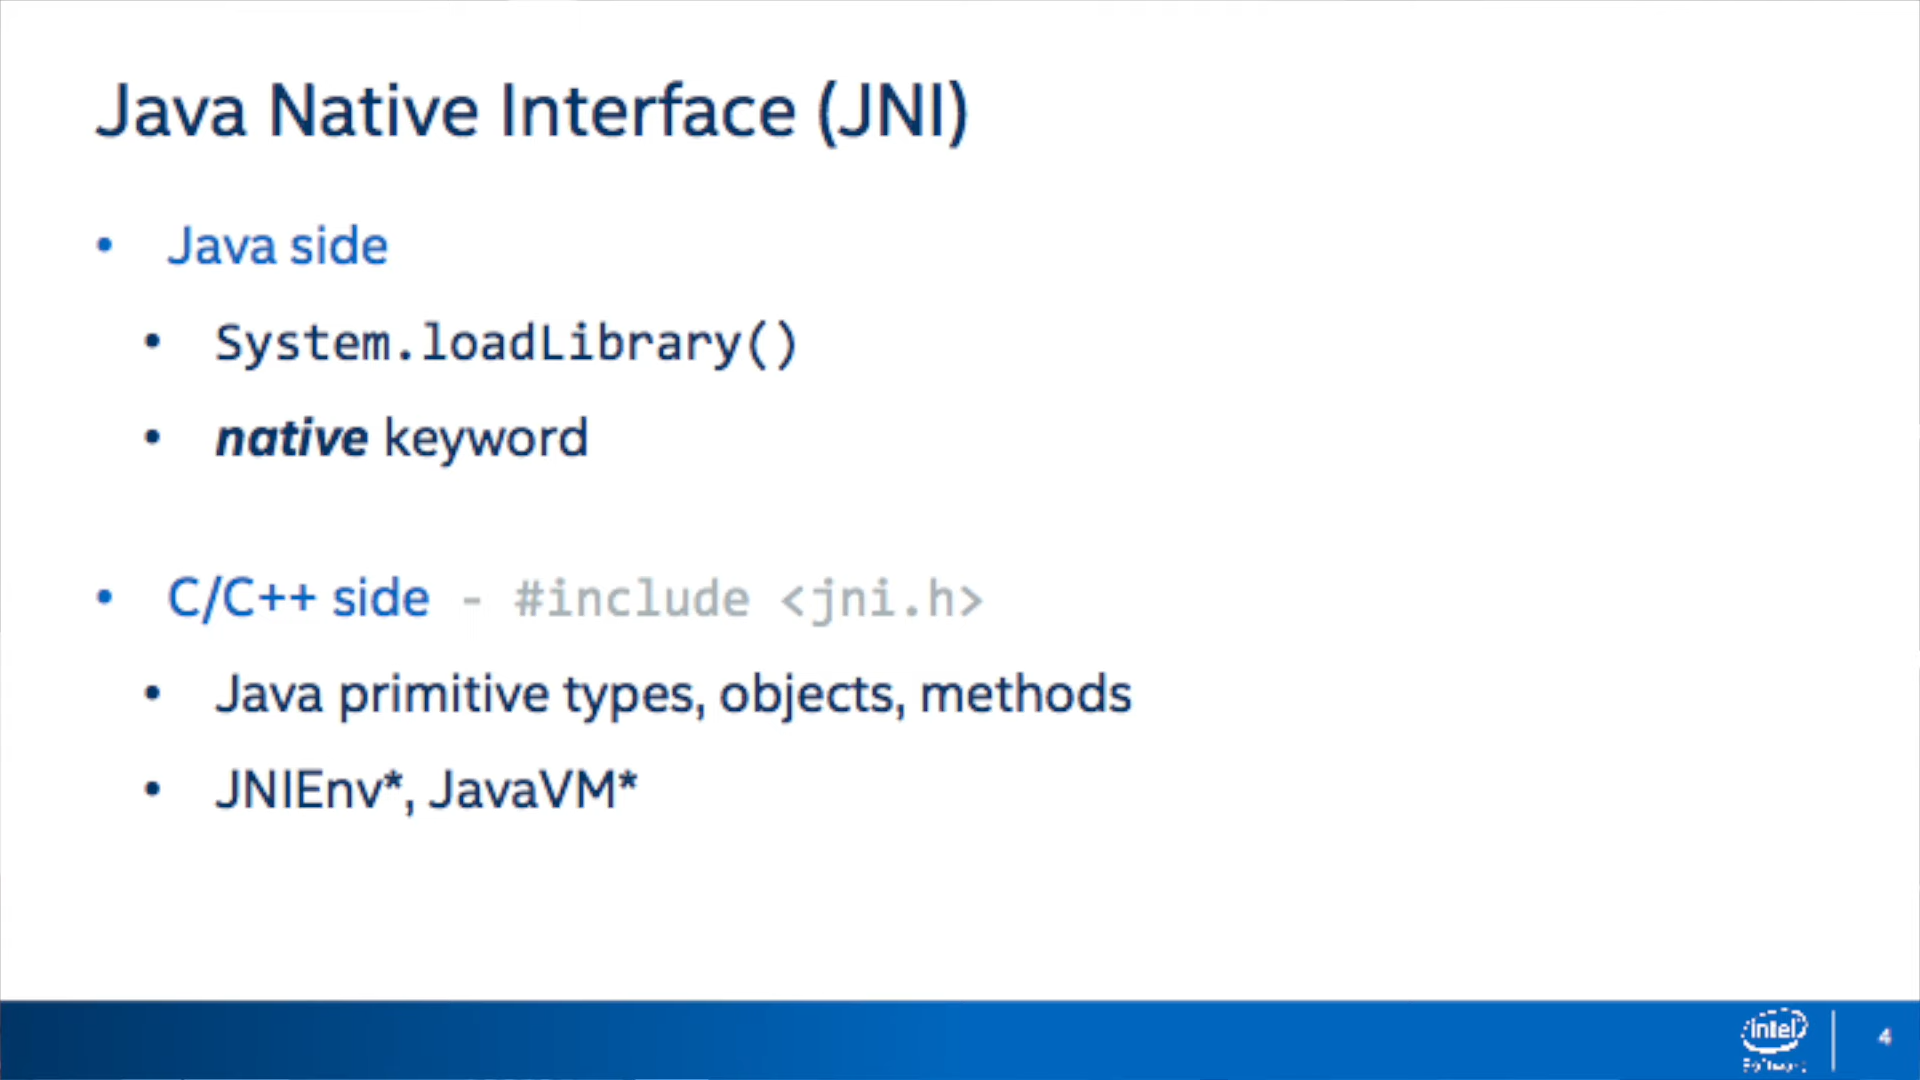 Java Native Interface (JNI)
• Java side
• System.loadLibrary()
• native keyword
• C/C++ side - #include <jni.h>
• Java primitive types, objects, methods
• JNIEnv*, JavaVM*
intel
Software
4